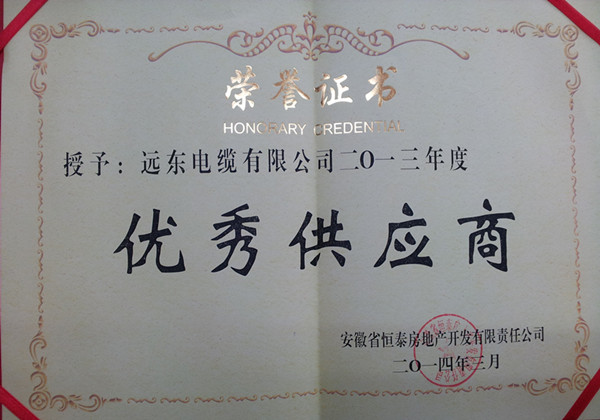 荣誉证书
HONORARY CREDENTIAL
授予：远东电缆有限公司二〇一三年度
优秀供应商
安徽省恒泰房地产开发有限责任公司
二〇一四年三月